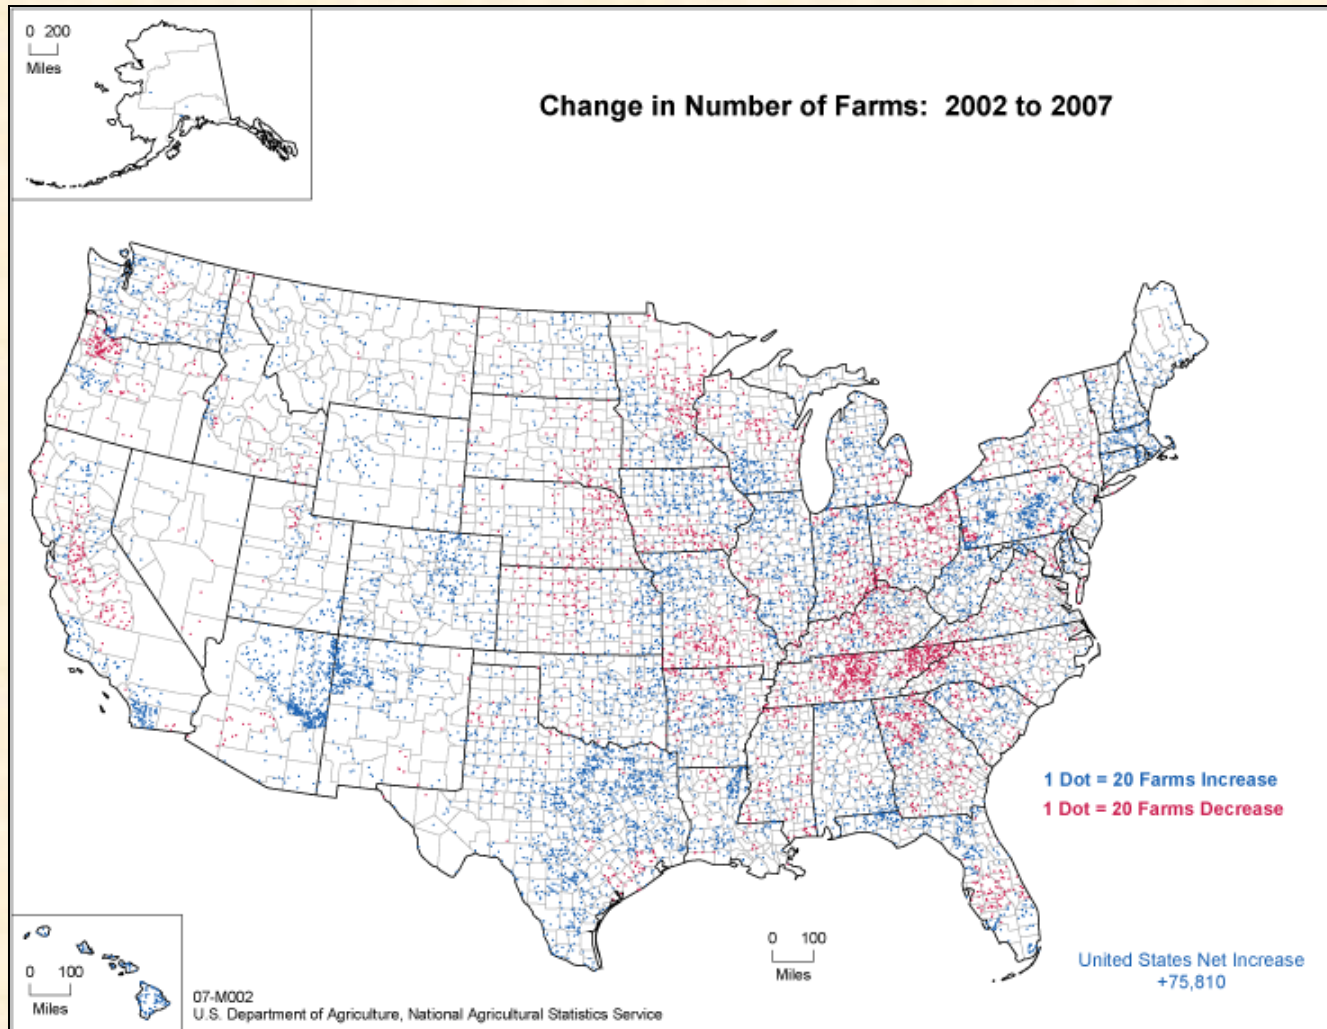 0 200
Miles
Change in Number of Farms: 2002 to 2007
1 Dot = 20 Farms Increase
1 Dot = 20 Farms Decrease
0 100
Miles
United States Net Increase
+75,810
0 100
Miles
07-M002
U.S. Department of Agriculture, National Agricultural Statistics Service